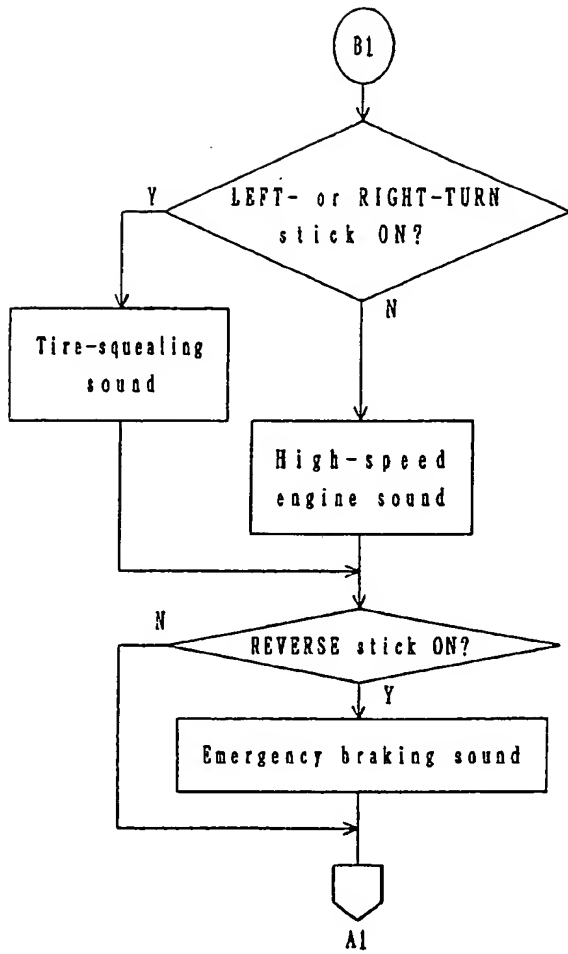 B1
LEFT- or RIGHT-TURN
stick ON?
Y
N
Tire-squealing
sound
High-speed
engine sound
REVERSE stick ON?
N
Y
Emergency braking sound
A1